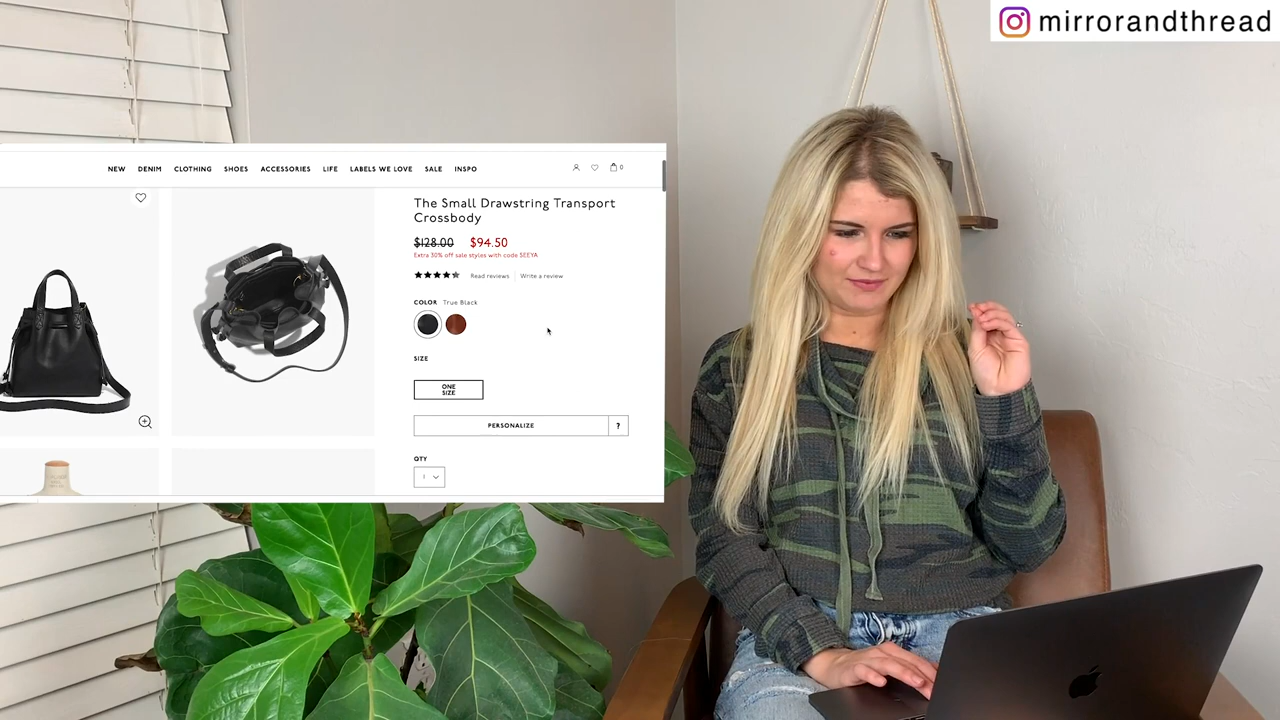 mirrorandthread
NEW DENIM CLOTHING SHOES ACCESSORIES LIFE LABELS WE LOVE SALE INSPO
0
The Small Drawstring Transport
Crossbody
$128.00 $94.50
Extra 30% off sale styles with code SEEYA
Read reviews Write a review
COLOR True Black
SIZE
ONE
SIZE
PERSONALIZE ?
QTY
1